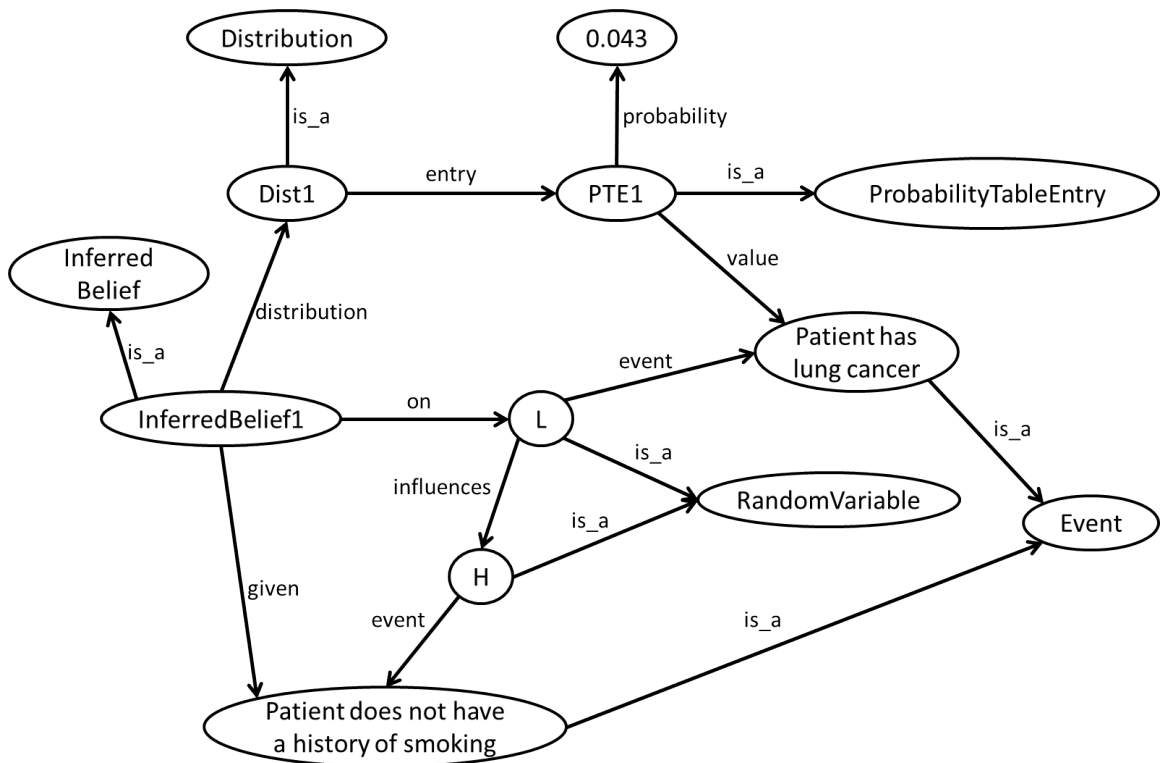 Distribution
0.043
is_a
probability
Dist1
entry
PTE1
is_a
ProbabilityTableEntry
Inferred
Belief
value
distribution
is_a
event
Patient has
lung cancer
InferredBelief1
on
L
is_a
is_a
influences
RandomVariable
is_a
Event
H
given
event
is_a
Patient does not have
a history of smoking